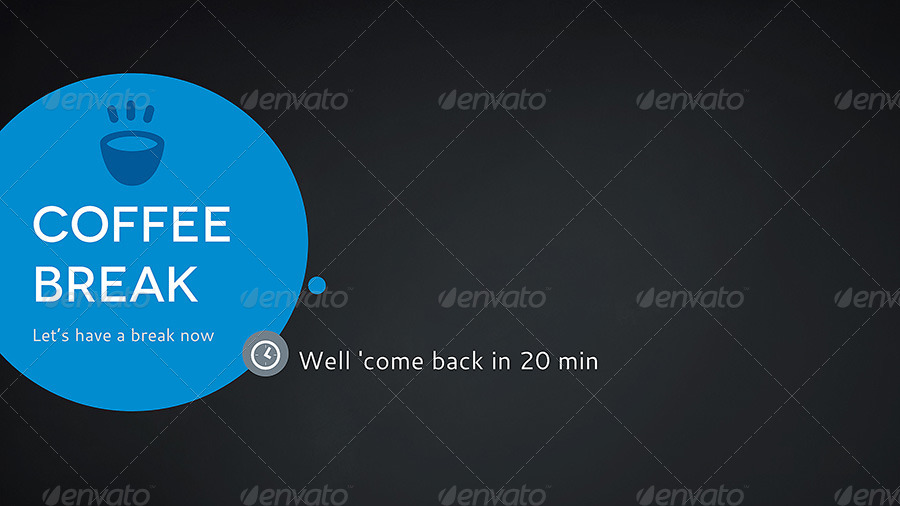 envato envato envato envato envato
COFFEE
BREAK
envato envato envato envato envato
Let's have a break now
Well 'come back in 20 min
envato envato envato envato envato